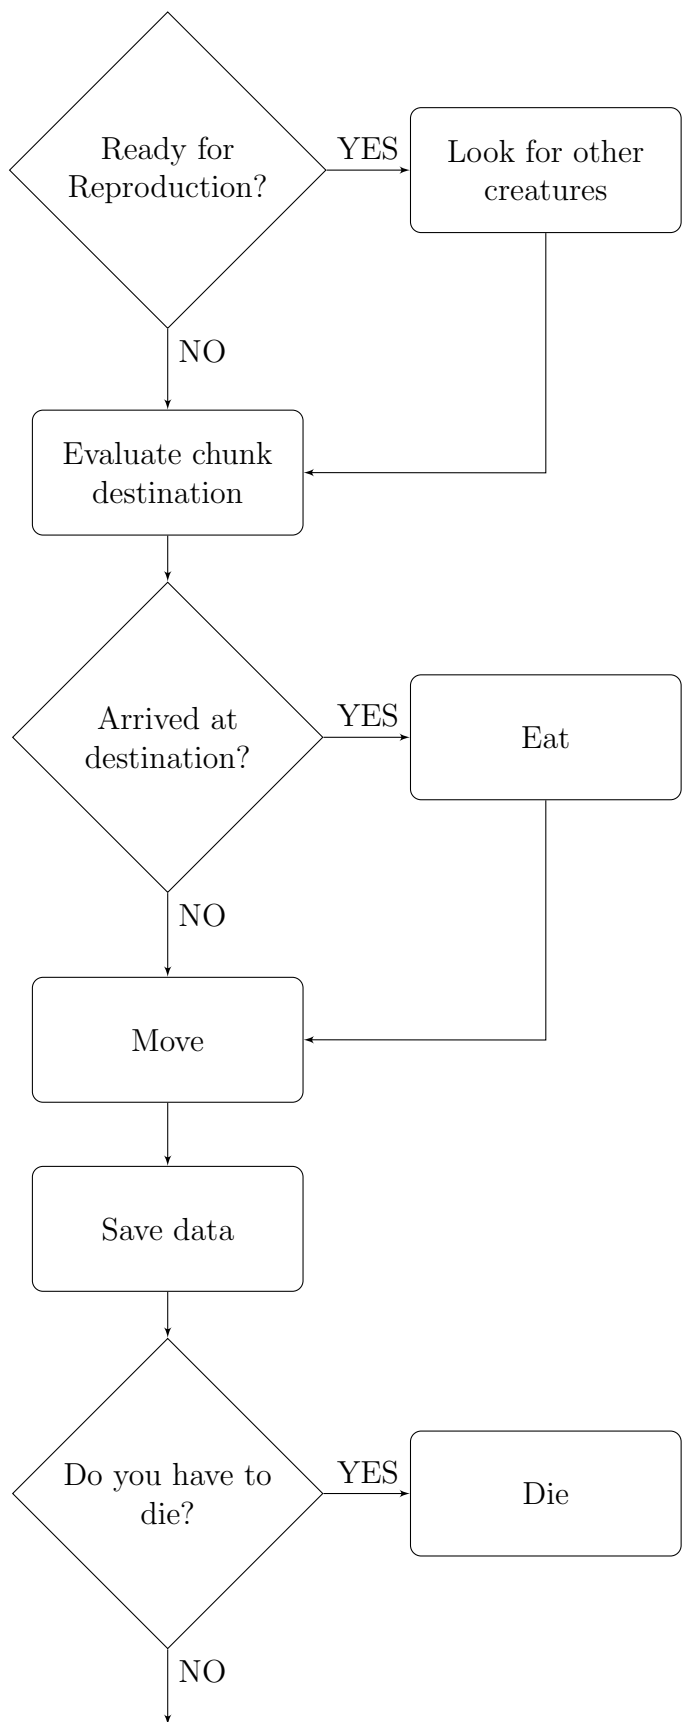 Ready for
Reproduction?
YES
Look for other
creatures
NO
Evaluate chunk
destination
Arrived at
destination?
YES
Eat
NO
Move
Save data
Do you have to
die?
YES
Die
NO